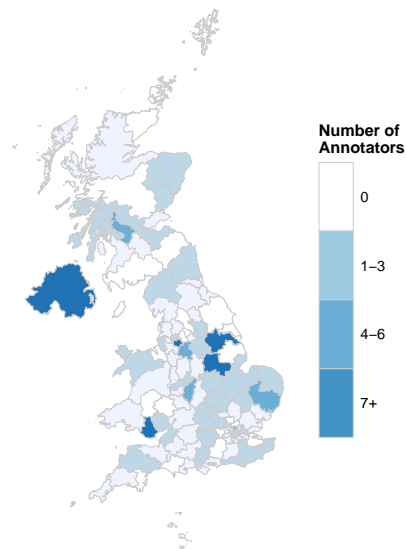 Number of
Annotators
0
1–3
4–6
7+